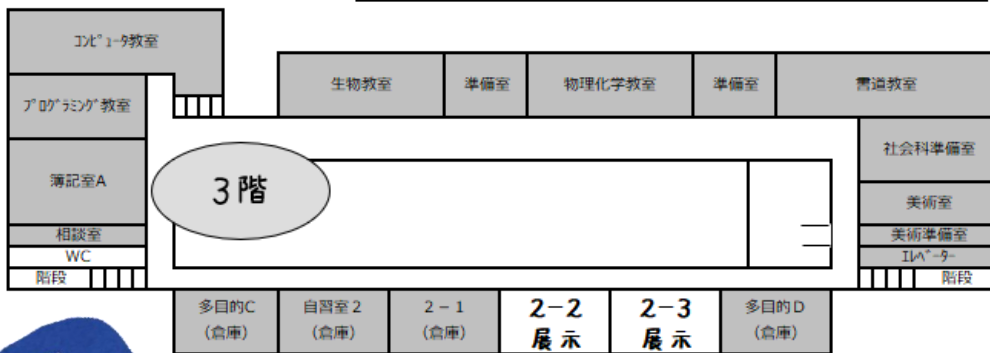 コンピュータ教室
生物教室
準備室
物理化学教室
準備室
書道教室
プログラミング教室
社会科準備室
簿記室A
3階
美術室
相談室
美術準備室
WC
エレベーター
階段
階段
多目的C
(倉庫)
自習室2
(倉庫)
2-1
(倉庫)
2-2
展示
2-3
展示
多目的D
(倉庫)